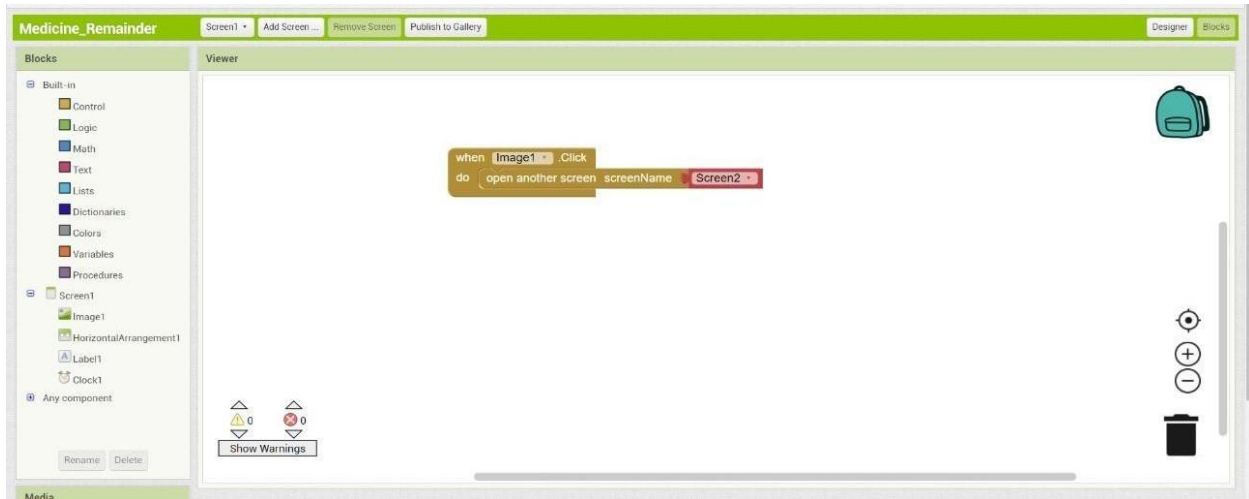 Medicine_Remainder Screen1 Add Screen ... Remove Screen Publish to Gallery Designer Blocks
Blocks
Built-in
Control
Logic
Math
Text
Lists
Dictionaries
Colors
Variables
Procedures
Screen1
Image1
HorizontalArrangement1
Label1
Clock1
Any component
Rename Delete
Media
Viewer
when Image1 .Click
do open another screen screenName Screen2
0 0
Show Warnings